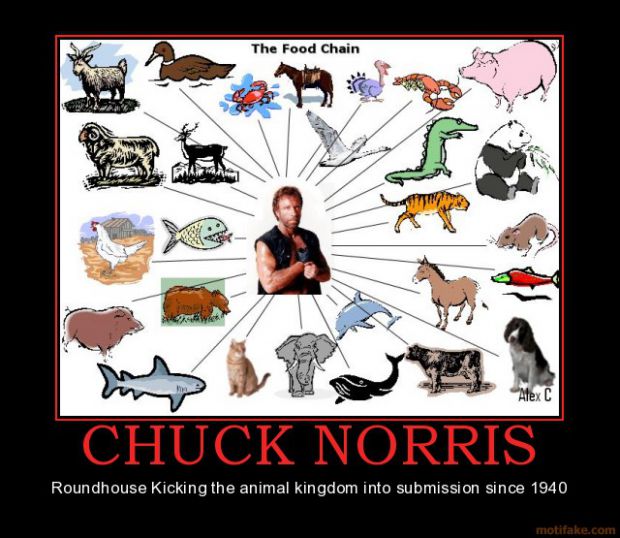 The Food Chain
Alex C
CHUCK NORRIS
Roundhouse Kicking the animal kingdom into submission since 1940
motifake.com